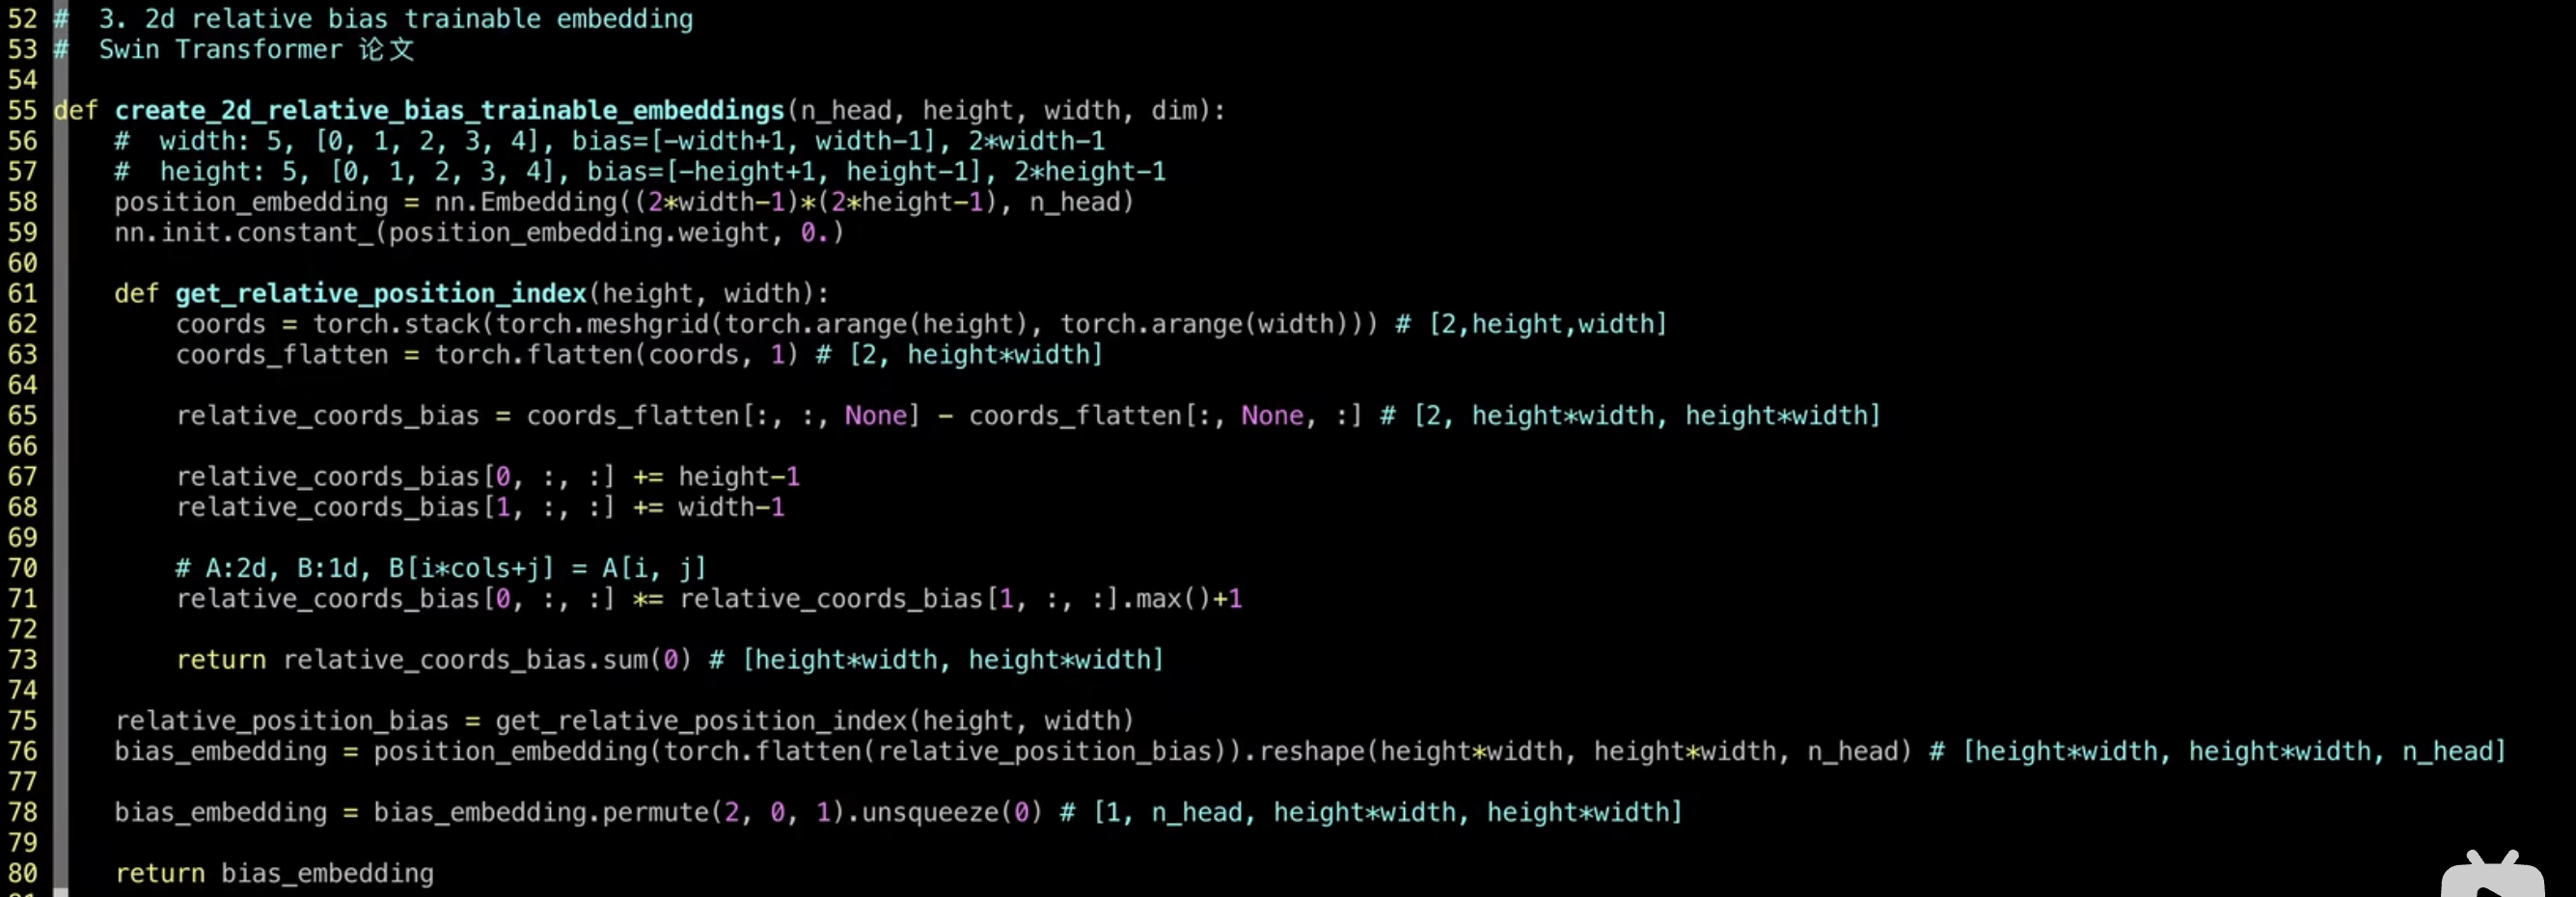 52 #  3. 2d relative bias trainable embedding
53 #  Swin Transformer 论文
54
55 def create_2d_relative_bias_trainable_embeddings(n_head, height, width, dim):
56     #  width: 5, [0, 1, 2, 3, 4], bias=[-width+1, width-1], 2*width-1
57     #  height: 5, [0, 1, 2, 3, 4], bias=[-height+1, height-1], 2*height-1
58     position_embedding = nn.Embedding((2*width-1)*(2*height-1), n_head)
59     nn.init.constant_(position_embedding.weight, 0.)
60
61     def get_relative_position_index(height, width):
62         coords = torch.stack(torch.meshgrid(torch.arange(height), torch.arange(width))) # [2,height,width]
63         coords_flatten = torch.flatten(coords, 1) # [2, height*width]
64
65         relative_coords_bias = coords_flatten[:, :, None] - coords_flatten[:, None, :] # [2, height*width, height*width]
66
67         relative_coords_bias[0, :, :] += height-1
68         relative_coords_bias[1, :, :] += width-1
69
70         # A:2d, B:1d, B[i*cols+j] = A[i, j]
71         relative_coords_bias[0, :, :] *= relative_coords_bias[1, :, :].max()+1
72
73         return relative_coords_bias.sum(0) # [height*width, height*width]
74
75     relative_position_bias = get_relative_position_index(height, width)
76     bias_embedding = position_embedding(torch.flatten(relative_position_bias)).reshape(height*width, height*width, n_head) # [height*width, height*width, n_head]
77
78     bias_embedding = bias_embedding.permute(2, 0, 1).unsqueeze(0) # [1, n_head, height*width, height*width]
79
80     return bias_embedding